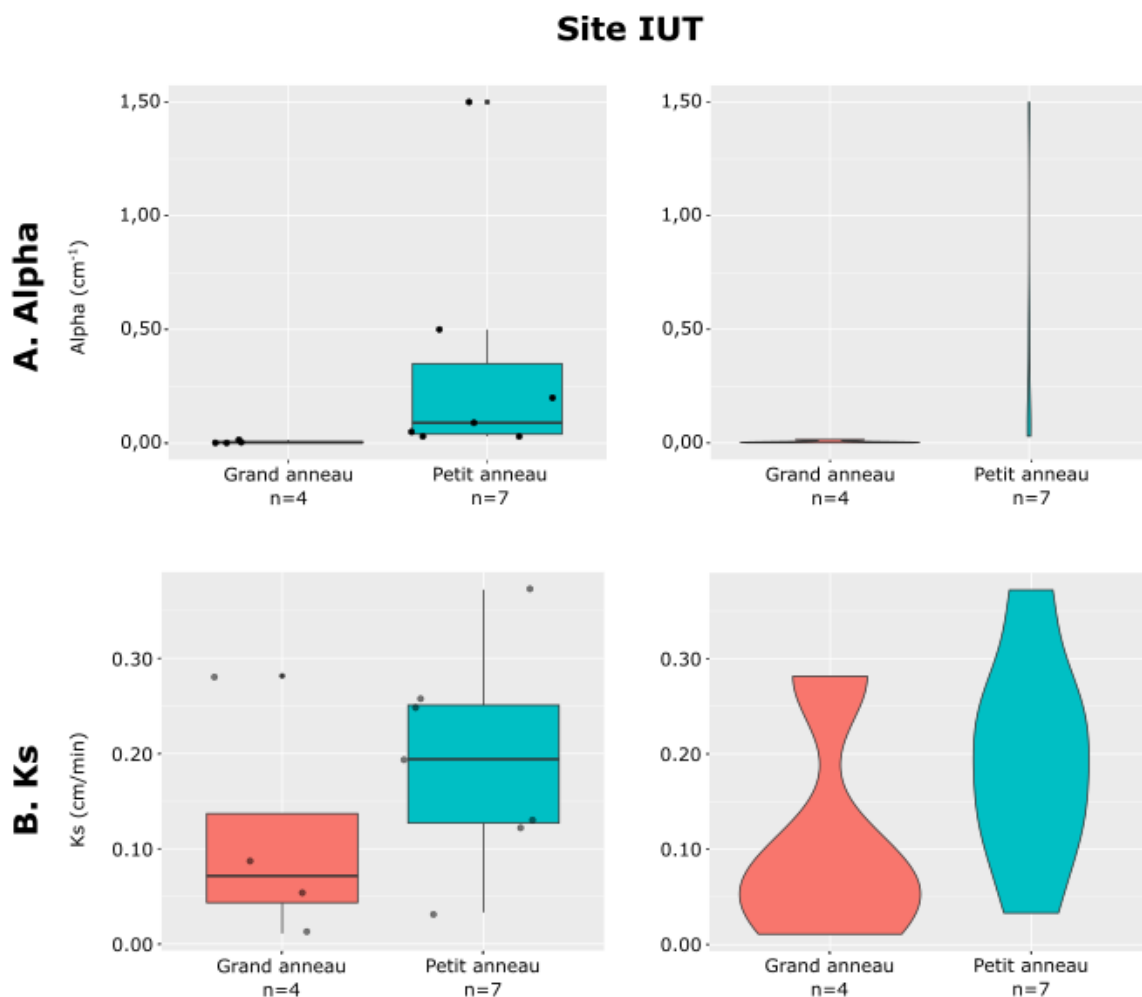 Site IUT
A. Alpha
Alpha (cm⁻¹)
1,50
1,00
0,50
0,00
Grand anneau
n=4
Petit anneau
n=7
1,50
1,00
0,50
0,00
Grand anneau
n=4
Petit anneau
n=7
B. Ks
Ks (cm/min)
0.30
0.20
0.10
0.00
Grand anneau
n=4
Petit anneau
n=7
0.30
0.20
0.10
0.00
Grand anneau
n=4
Petit anneau
n=7